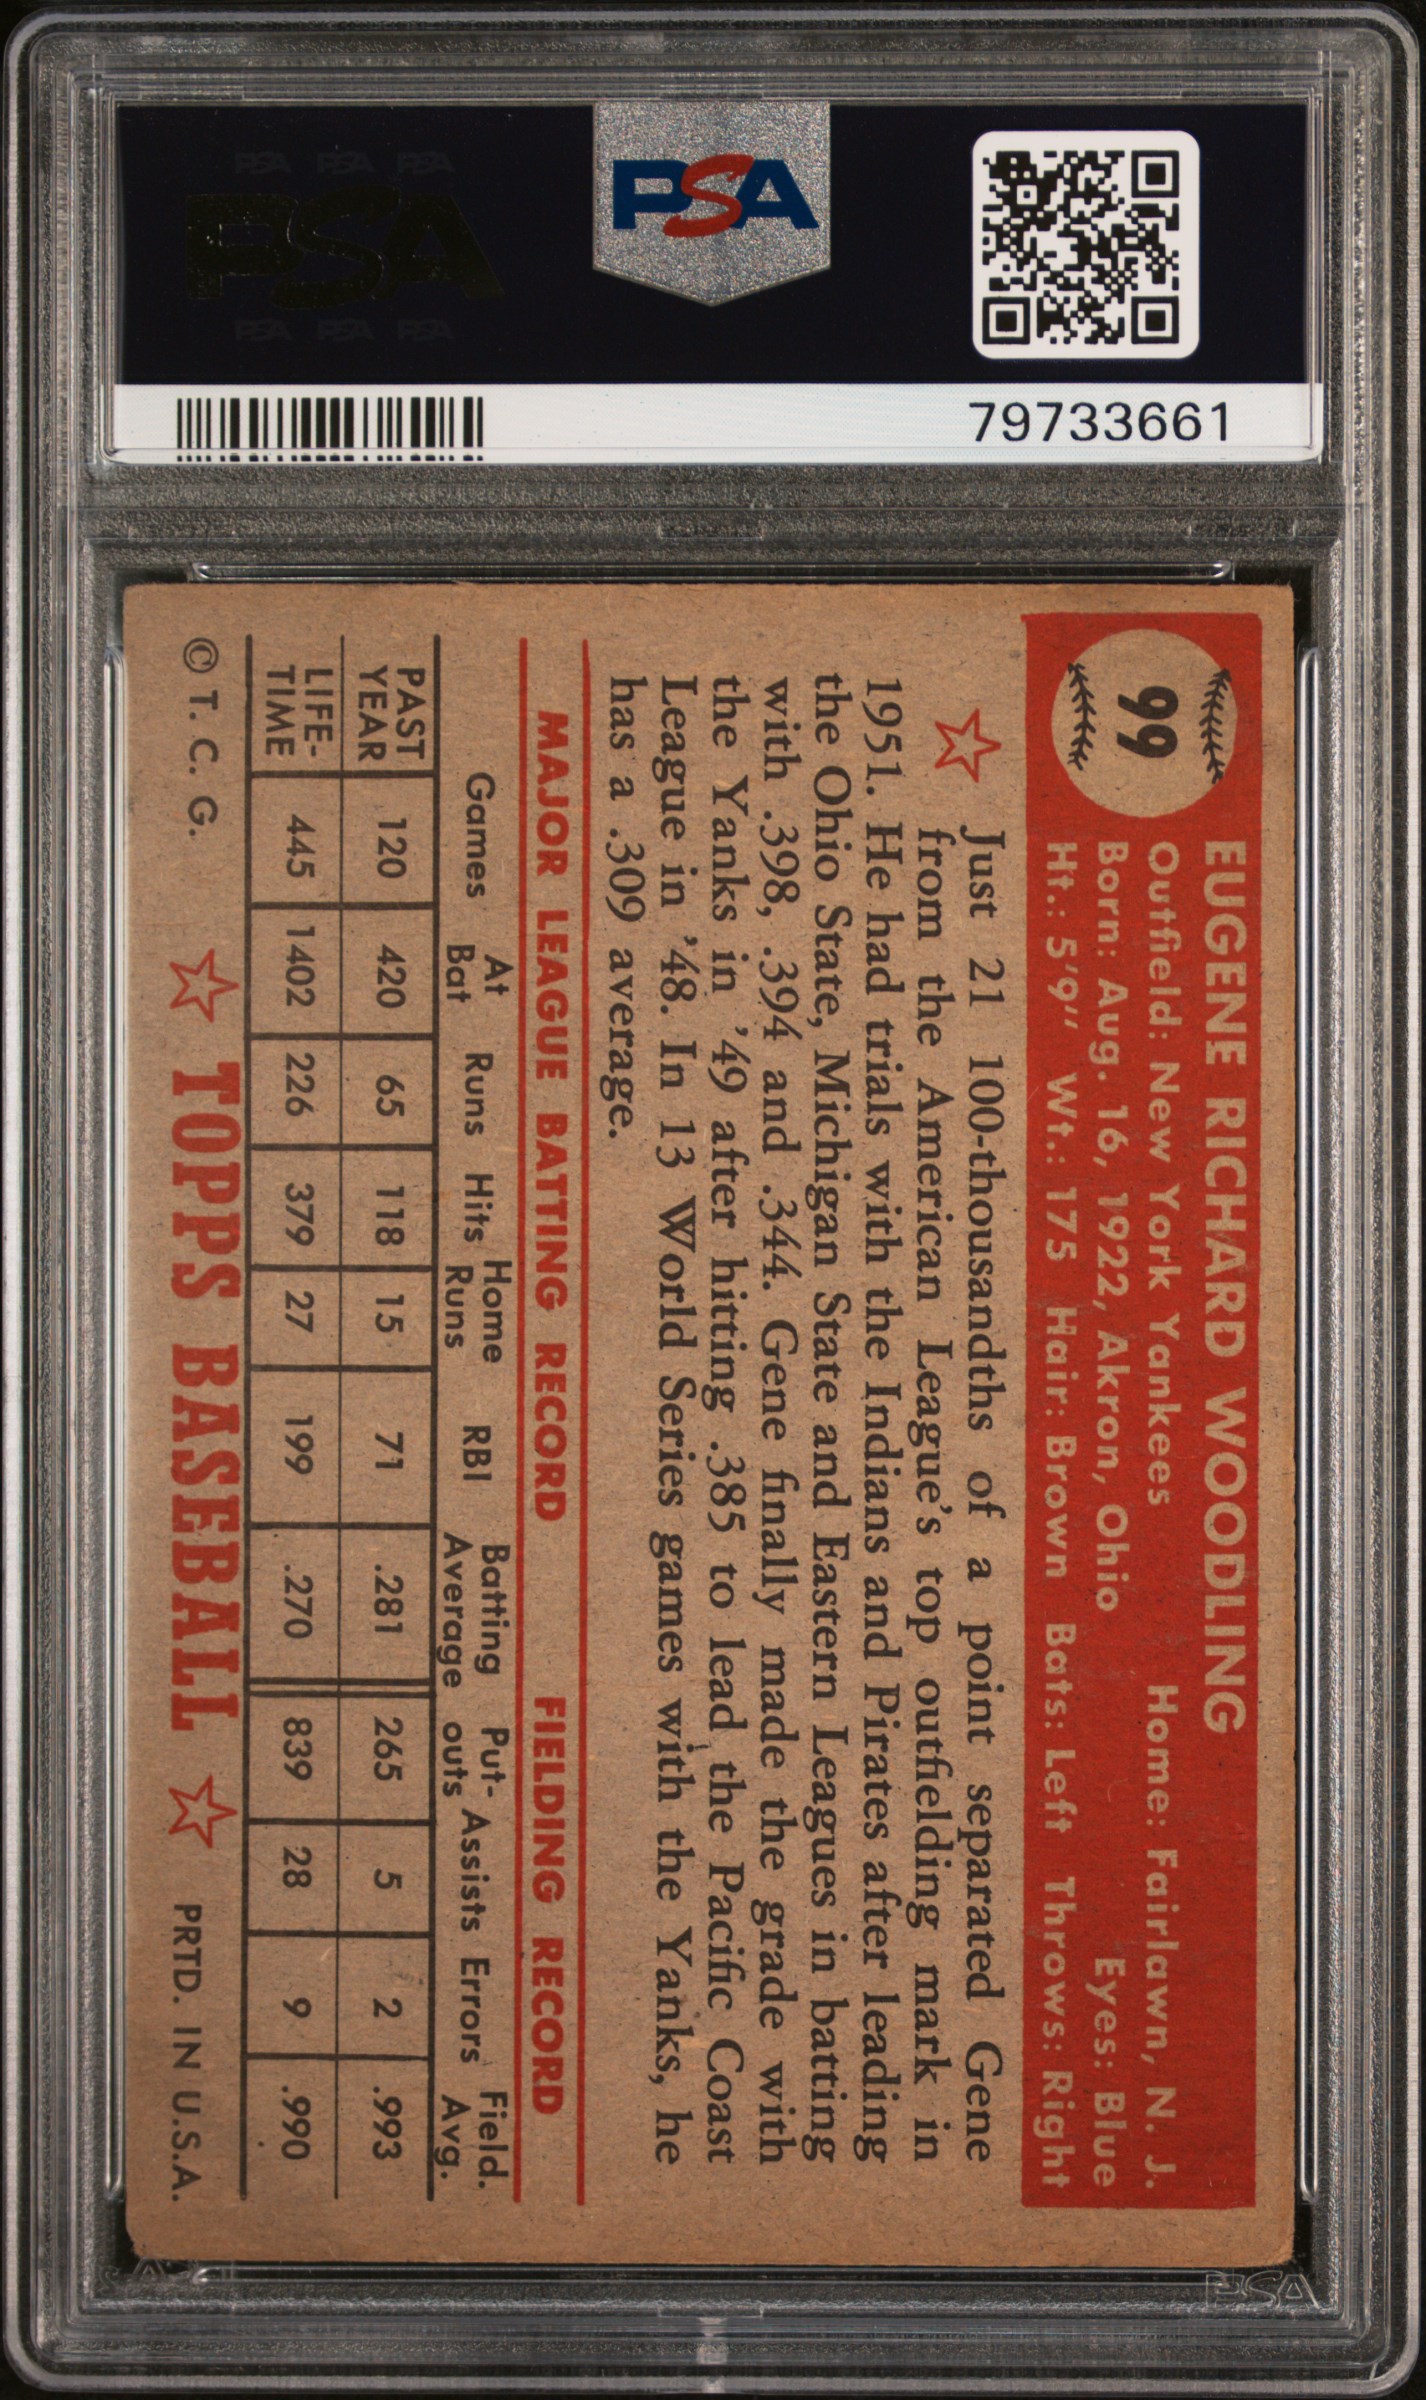 PSA PSA PSA
PSA
PSA PSA PSA
PSA
79733661
99
EUGENE RICHARD WOODLING
Outfield: New York Yankees Home: Fairlawn, N. J.
Born: Aug. 16, 1922, Akron, Ohio Eyes: Blue
Ht.: 5'9" Wt.: 175 Hair: Brown Bats: Left Throws: Right
Just 21 100-thousandths of a point separated Gene
from the American League's top outfielding mark in
1951. He had trials with the Indians and Pirates after leading
the Ohio State, Michigan State and Eastern Leagues in batting
with .398, .394 and .344. Gene finally made the grade with
the Yanks in '49 after hitting .385 to lead the Pacific Coast
League in '48. In 13 World Series games with the Yanks, he
has a .309 average.
MAJOR LEAGUE BATTING RECORD FIELDING RECORD
Games At Bat Runs Hits Home Runs RBI Batting Average Put-outs Assists Errors Field. Avg.
PAST YEAR 120 420 65 118 15 71 .281 265 5 2 .993
LIFE-TIME 445 1402 226 379 27 199 .270 839 28 9 .990
© T. C. G. TOPPS BASEBALL PRTD. IN U.S.A.
PSA